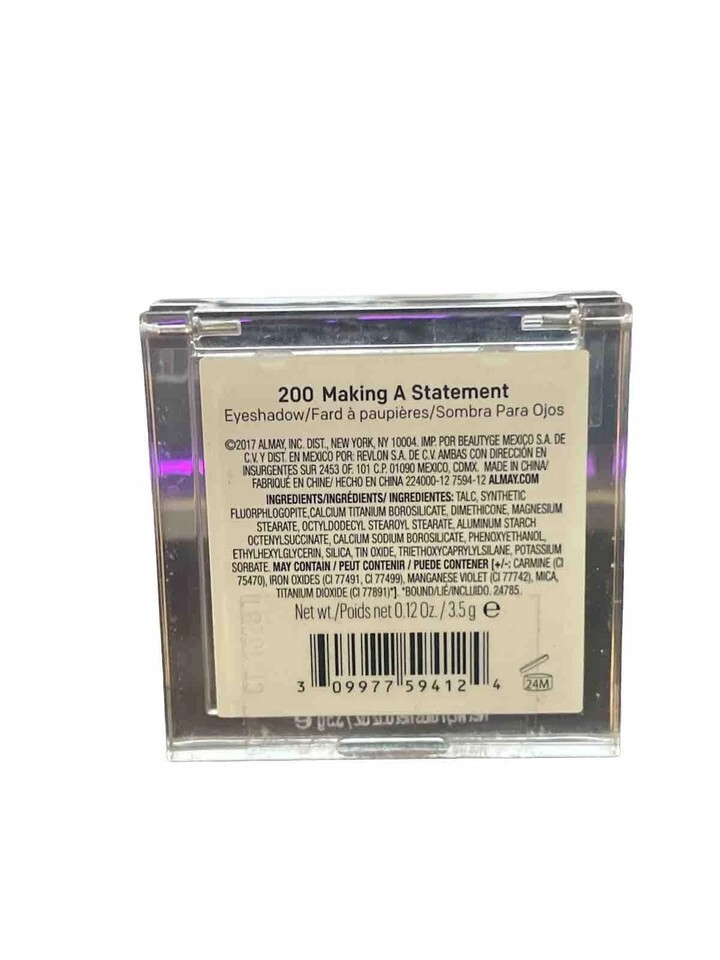 200 Making A Statement
Eyeshadow/Fard à paupières/Sombra Para Ojos
©2017 ALMAY, INC. DIST., NEW YORK, NY 10004. IMP. POR BEAUTYGE MEXICO S.A. DE
C.V. Y DIST. EN MEXICO POR: REVLON S.A. DE C.V. AMBAS CON DIRECCIÓN EN
INSURGENTES SUR 2453 OF. 101 C.P. 01090 MEXICO, CDMX. MADE IN CHINA/
FABRIQUÉ EN CHINE/ HECHO EN CHINA 224000-12 7594-12 ALMAY.COM
INGREDIENTS/INGRÉDIENTS/ INGREDIENTES: TALC, SYNTHETIC
FLUORPHLOGOPITE,CALCIUM TITANIUM BOROSILICATE, DIMETHICONE, MAGNESIUM
STEARATE, OCTYLDODECYL STEAROYL STEARATE, ALUMINUM STARCH
OCTENYLSUCCINATE, CALCIUM SODIUM BOROSILICATE, PHENOXYETHANOL,
ETHYLHEXYLGLYCERIN, SILICA, TIN OXIDE, TRIETHOXYCAPRYLYLSILANE, POTASSIUM
SORBATE. MAY CONTAIN / PEUT CONTENIR / PUEDE CONTENER [+/-: CARMINE (CI
75470), IRON OXIDES (CI 77491, CI 77499), MANGANESE VIOLET (CI 77742), MICA,
TITANIUM DIOXIDE (CI 77891)*]. *BOUND/LIÉ/INCLUIDO. 24785.
Net wt./Poids net 0.12 Oz. / 3.5 g e
3 09977 59412 4
24M